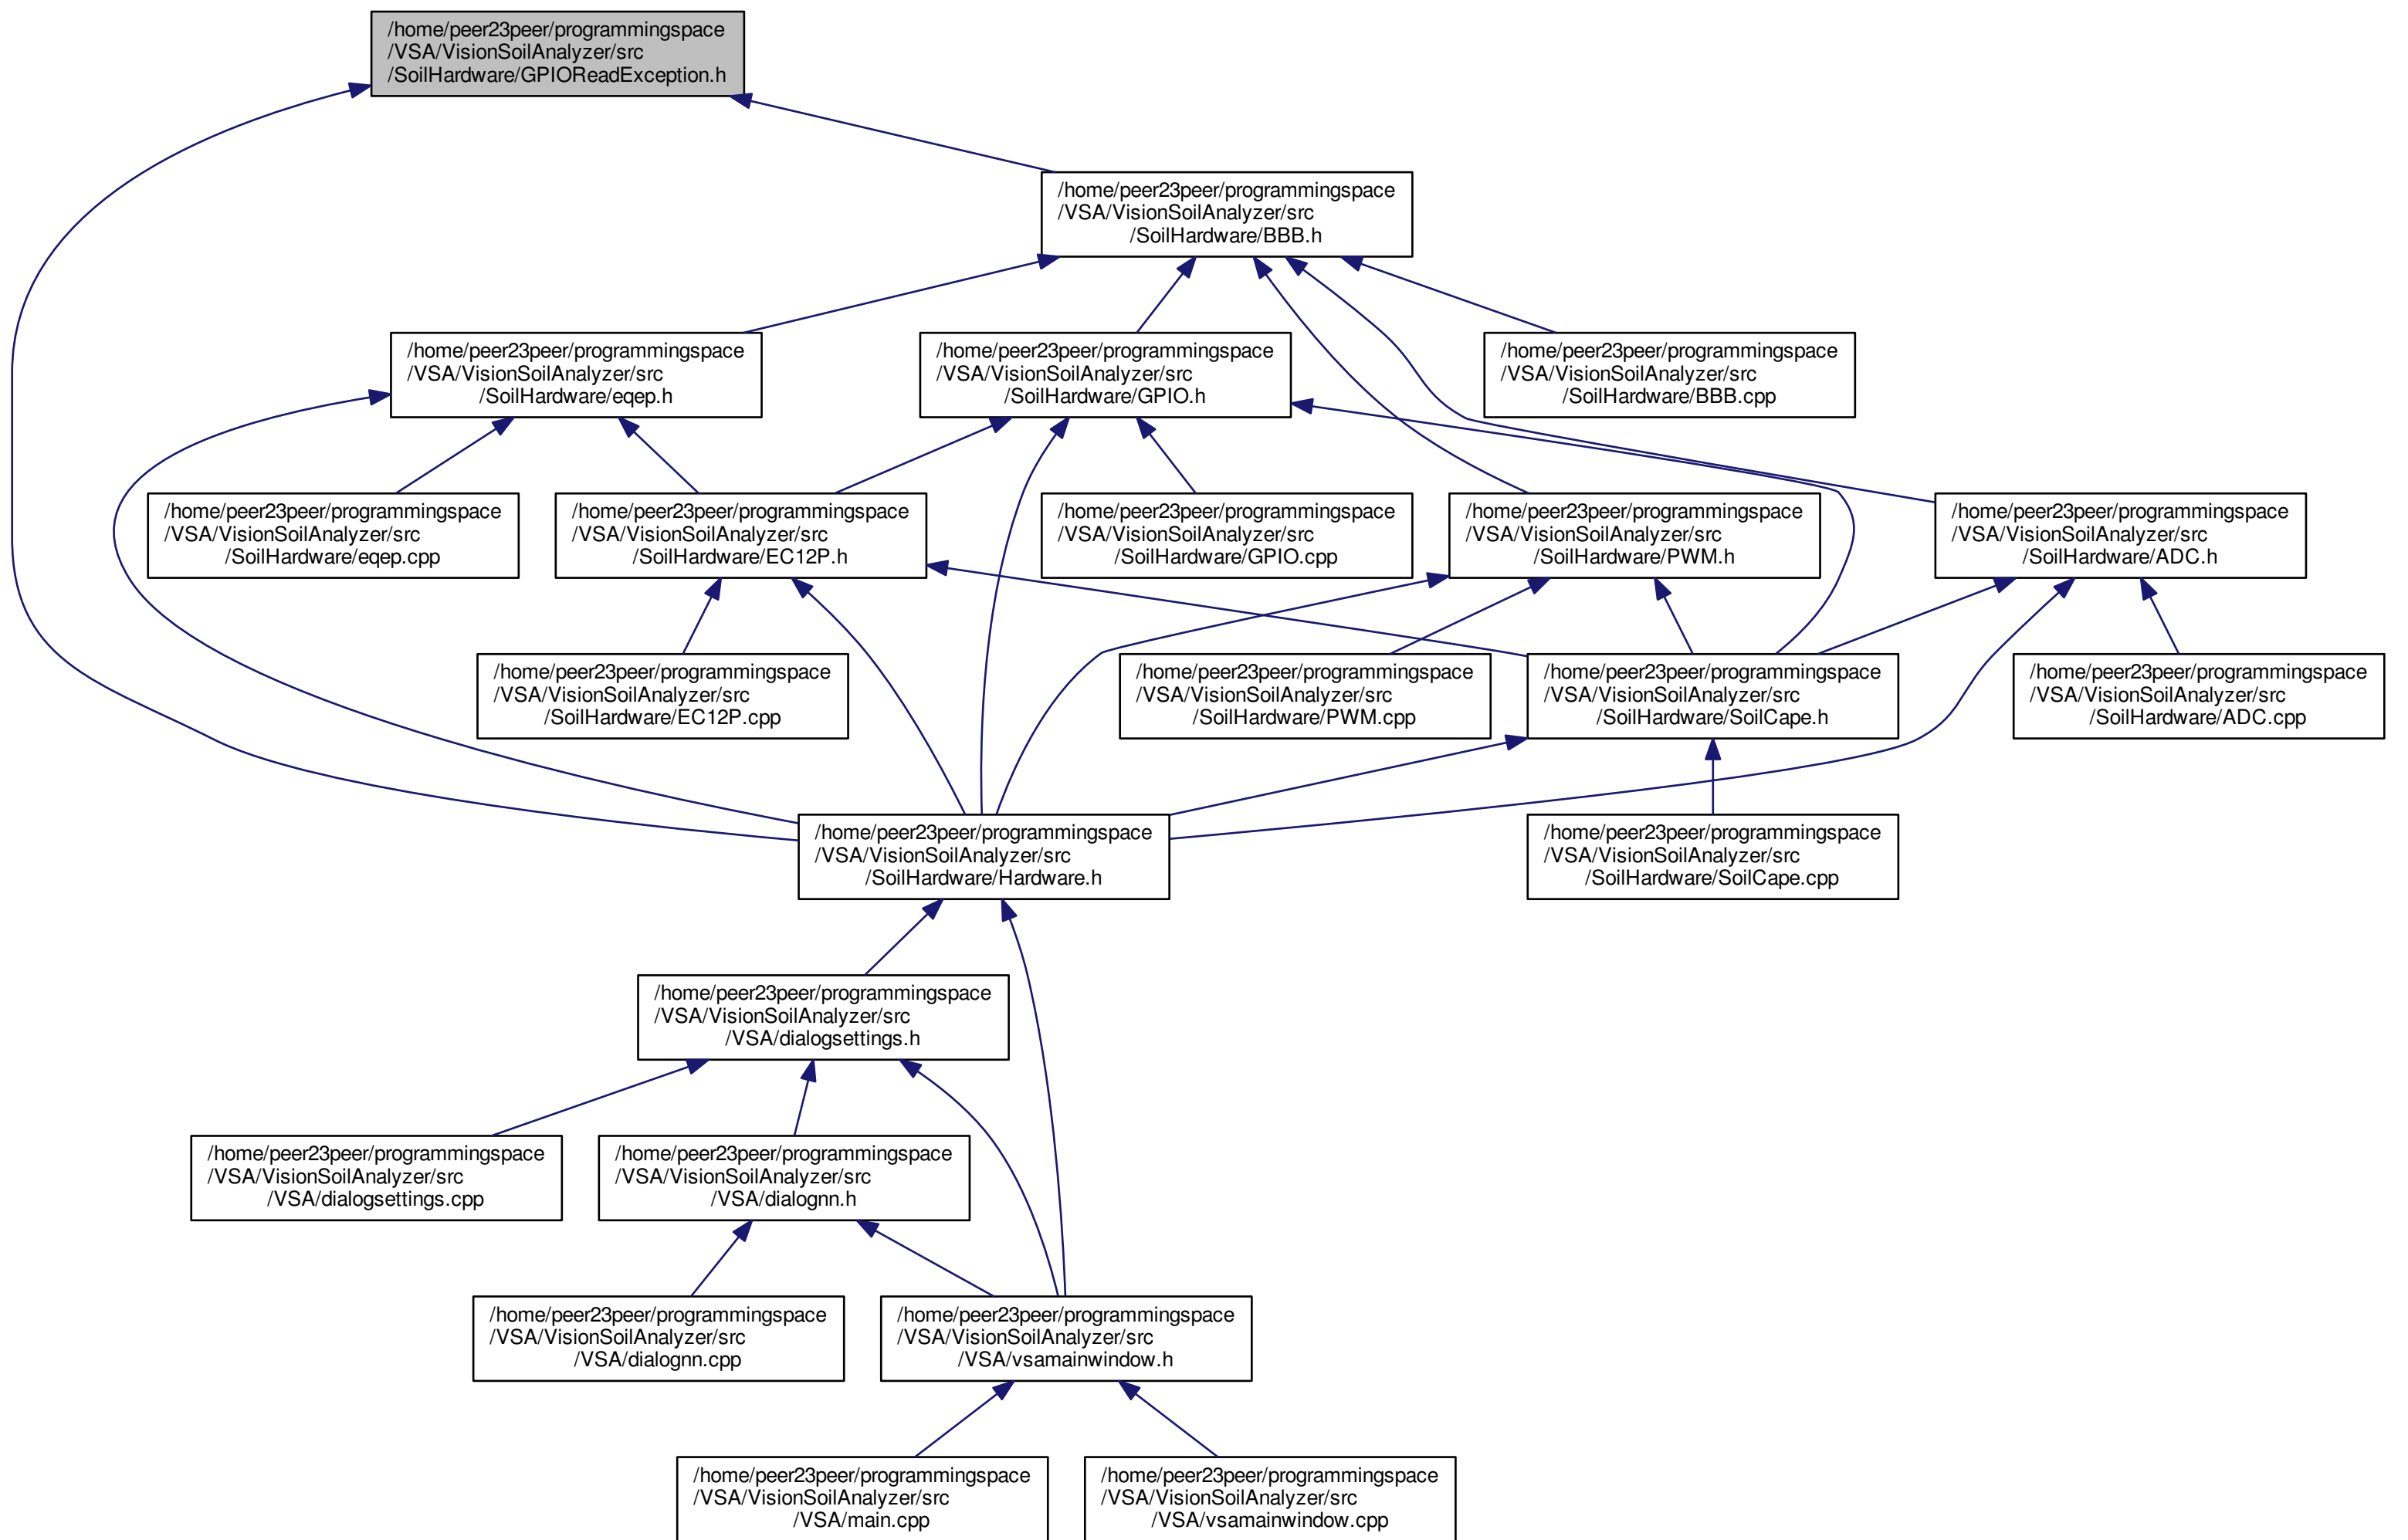 /home/peer23peer/programmingspace
/VSA/VisionSoilAnalyzer/src
/SoilHardware/GPIOReadException.h
/home/peer23peer/programmingspace
/VSA/VisionSoilAnalyzer/src
/SoilHardware/BBB.h
/home/peer23peer/programmingspace
/VSA/VisionSoilAnalyzer/src
/SoilHardware/eqep.h
/home/peer23peer/programmingspace
/VSA/VisionSoilAnalyzer/src
/SoilHardware/GPIO.h
/home/peer23peer/programmingspace
/VSA/VisionSoilAnalyzer/src
/SoilHardware/BBB.cpp
/home/peer23peer/programmingspace
/VSA/VisionSoilAnalyzer/src
/SoilHardware/eqep.cpp
/home/peer23peer/programmingspace
/VSA/VisionSoilAnalyzer/src
/SoilHardware/EC12P.h
/home/peer23peer/programmingspace
/VSA/VisionSoilAnalyzer/src
/SoilHardware/GPIO.cpp
/home/peer23peer/programmingspace
/VSA/VisionSoilAnalyzer/src
/SoilHardware/PWM.h
/home/peer23peer/programmingspace
/VSA/VisionSoilAnalyzer/src
/SoilHardware/ADC.h
/home/peer23peer/programmingspace
/VSA/VisionSoilAnalyzer/src
/SoilHardware/EC12P.cpp
/home/peer23peer/programmingspace
/VSA/VisionSoilAnalyzer/src
/SoilHardware/PWM.cpp
/home/peer23peer/programmingspace
/VSA/VisionSoilAnalyzer/src
/SoilHardware/SoilCape.h
/home/peer23peer/programmingspace
/VSA/VisionSoilAnalyzer/src
/SoilHardware/ADC.cpp
/home/peer23peer/programmingspace
/VSA/VisionSoilAnalyzer/src
/SoilHardware/Hardware.h
/home/peer23peer/programmingspace
/VSA/VisionSoilAnalyzer/src
/SoilHardware/SoilCape.cpp
/home/peer23peer/programmingspace
/VSA/VisionSoilAnalyzer/src
/VSA/dialogsettings.h
/home/peer23peer/programmingspace
/VSA/VisionSoilAnalyzer/src
/VSA/dialogsettings.cpp
/home/peer23peer/programmingspace
/VSA/VisionSoilAnalyzer/src
/VSA/dialognn.h
/home/peer23peer/programmingspace
/VSA/VisionSoilAnalyzer/src
/VSA/dialognn.cpp
/home/peer23peer/programmingspace
/VSA/VisionSoilAnalyzer/src
/VSA/vsamainwindow.h
/home/peer23peer/programmingspace
/VSA/VisionSoilAnalyzer/src
/VSA/main.cpp
/home/peer23peer/programmingspace
/VSA/VisionSoilAnalyzer/src
/VSA/vsamainwindow.cpp